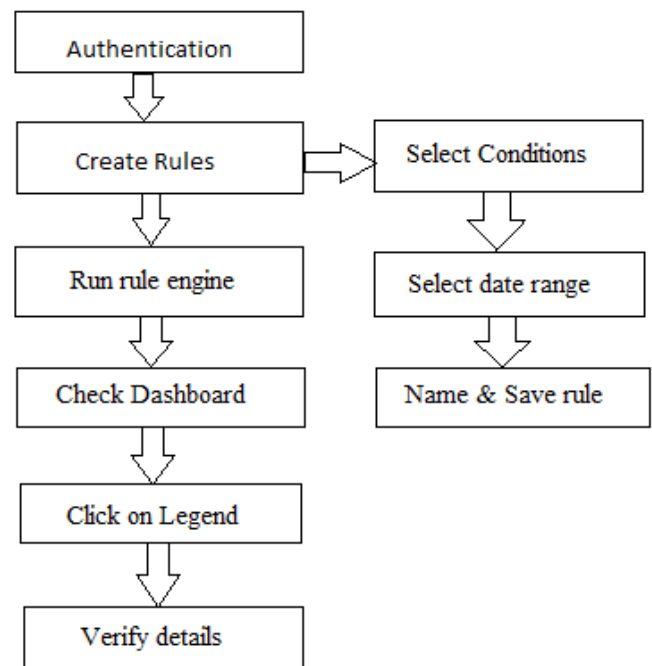 Authentication
Create Rules
Select Conditions
Run rule engine
Select date range
Check Dashboard
Name & Save rule
Click on Legend
Verify details